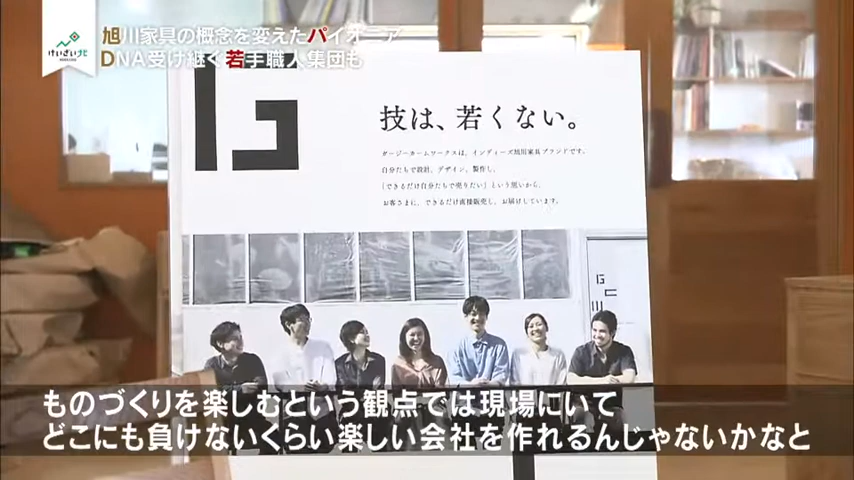 けいざいナビ
旭川家具の概念を変えたパイオニア
DNA受け継ぐ若手職人集団も
技は、若くない。
ガージーカームワークスは、インディーズ旭川家具ブランドです。
自分たちで設計、デザイン、製作し、
「できるだけ自分たちで売りたい」という思いから、
お客さまに、できるだけ直接販売し、お届けしています。
ものづくりを楽しむという観点では現場にいて
どこにも負けないくらい楽しい会社を作れるんじゃないかなと